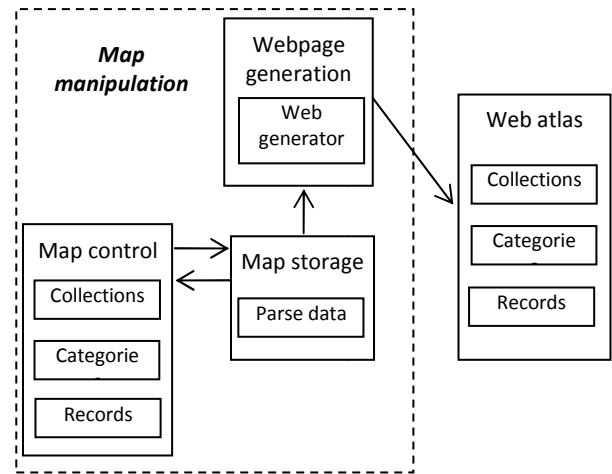 Map
manipulation
Webpage
generation
Web
generator
Map control
Collections
Categorie
Records
Map storage
Parse data
Web atlas
Collections
Categorie
Records